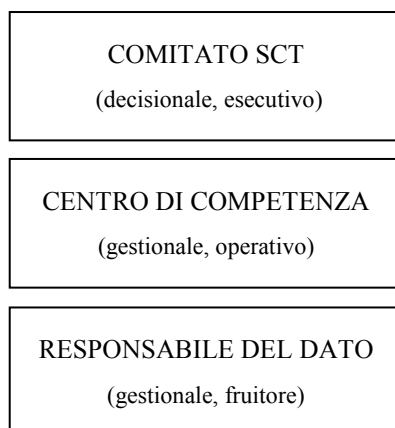 COMITATO SCT
(decisionale, esecutivo)
CENTRO DI COMPETENZA
(gestionale, operativo)
RESPONSABILE DEL DATO
(gestionale, fruitore)